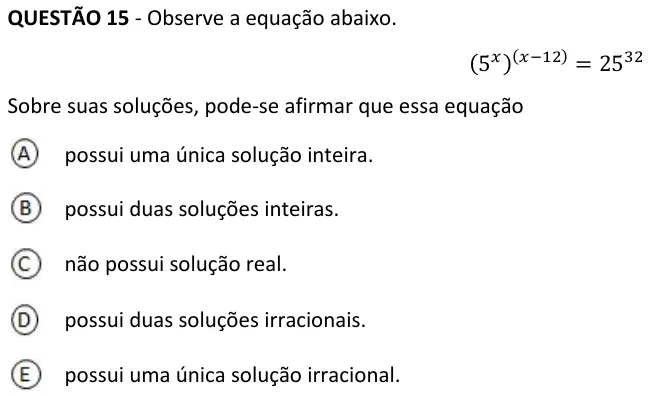 QUESTÃO 15 - Observe a equação abaixo.
(5^x)^(x−12) = 25^32
Sobre suas soluções, pode-se afirmar que essa equação
A possui uma única solução inteira.
B possui duas soluções inteiras.
C não possui solução real.
D possui duas soluções irracionais.
E possui uma única solução irracional.